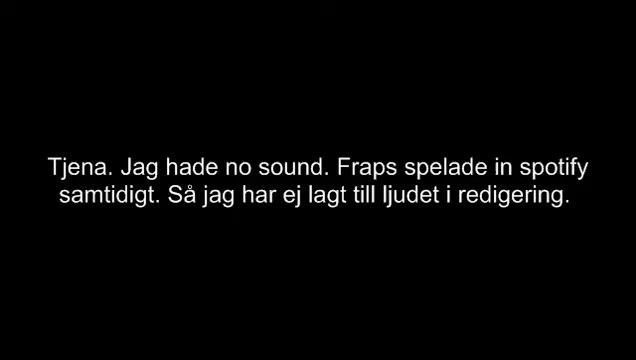 Tjena. Jag hade no sound. Fraps spelade in spotify
samtidigt. Så jag har ej lagt till ljudet i redigering.